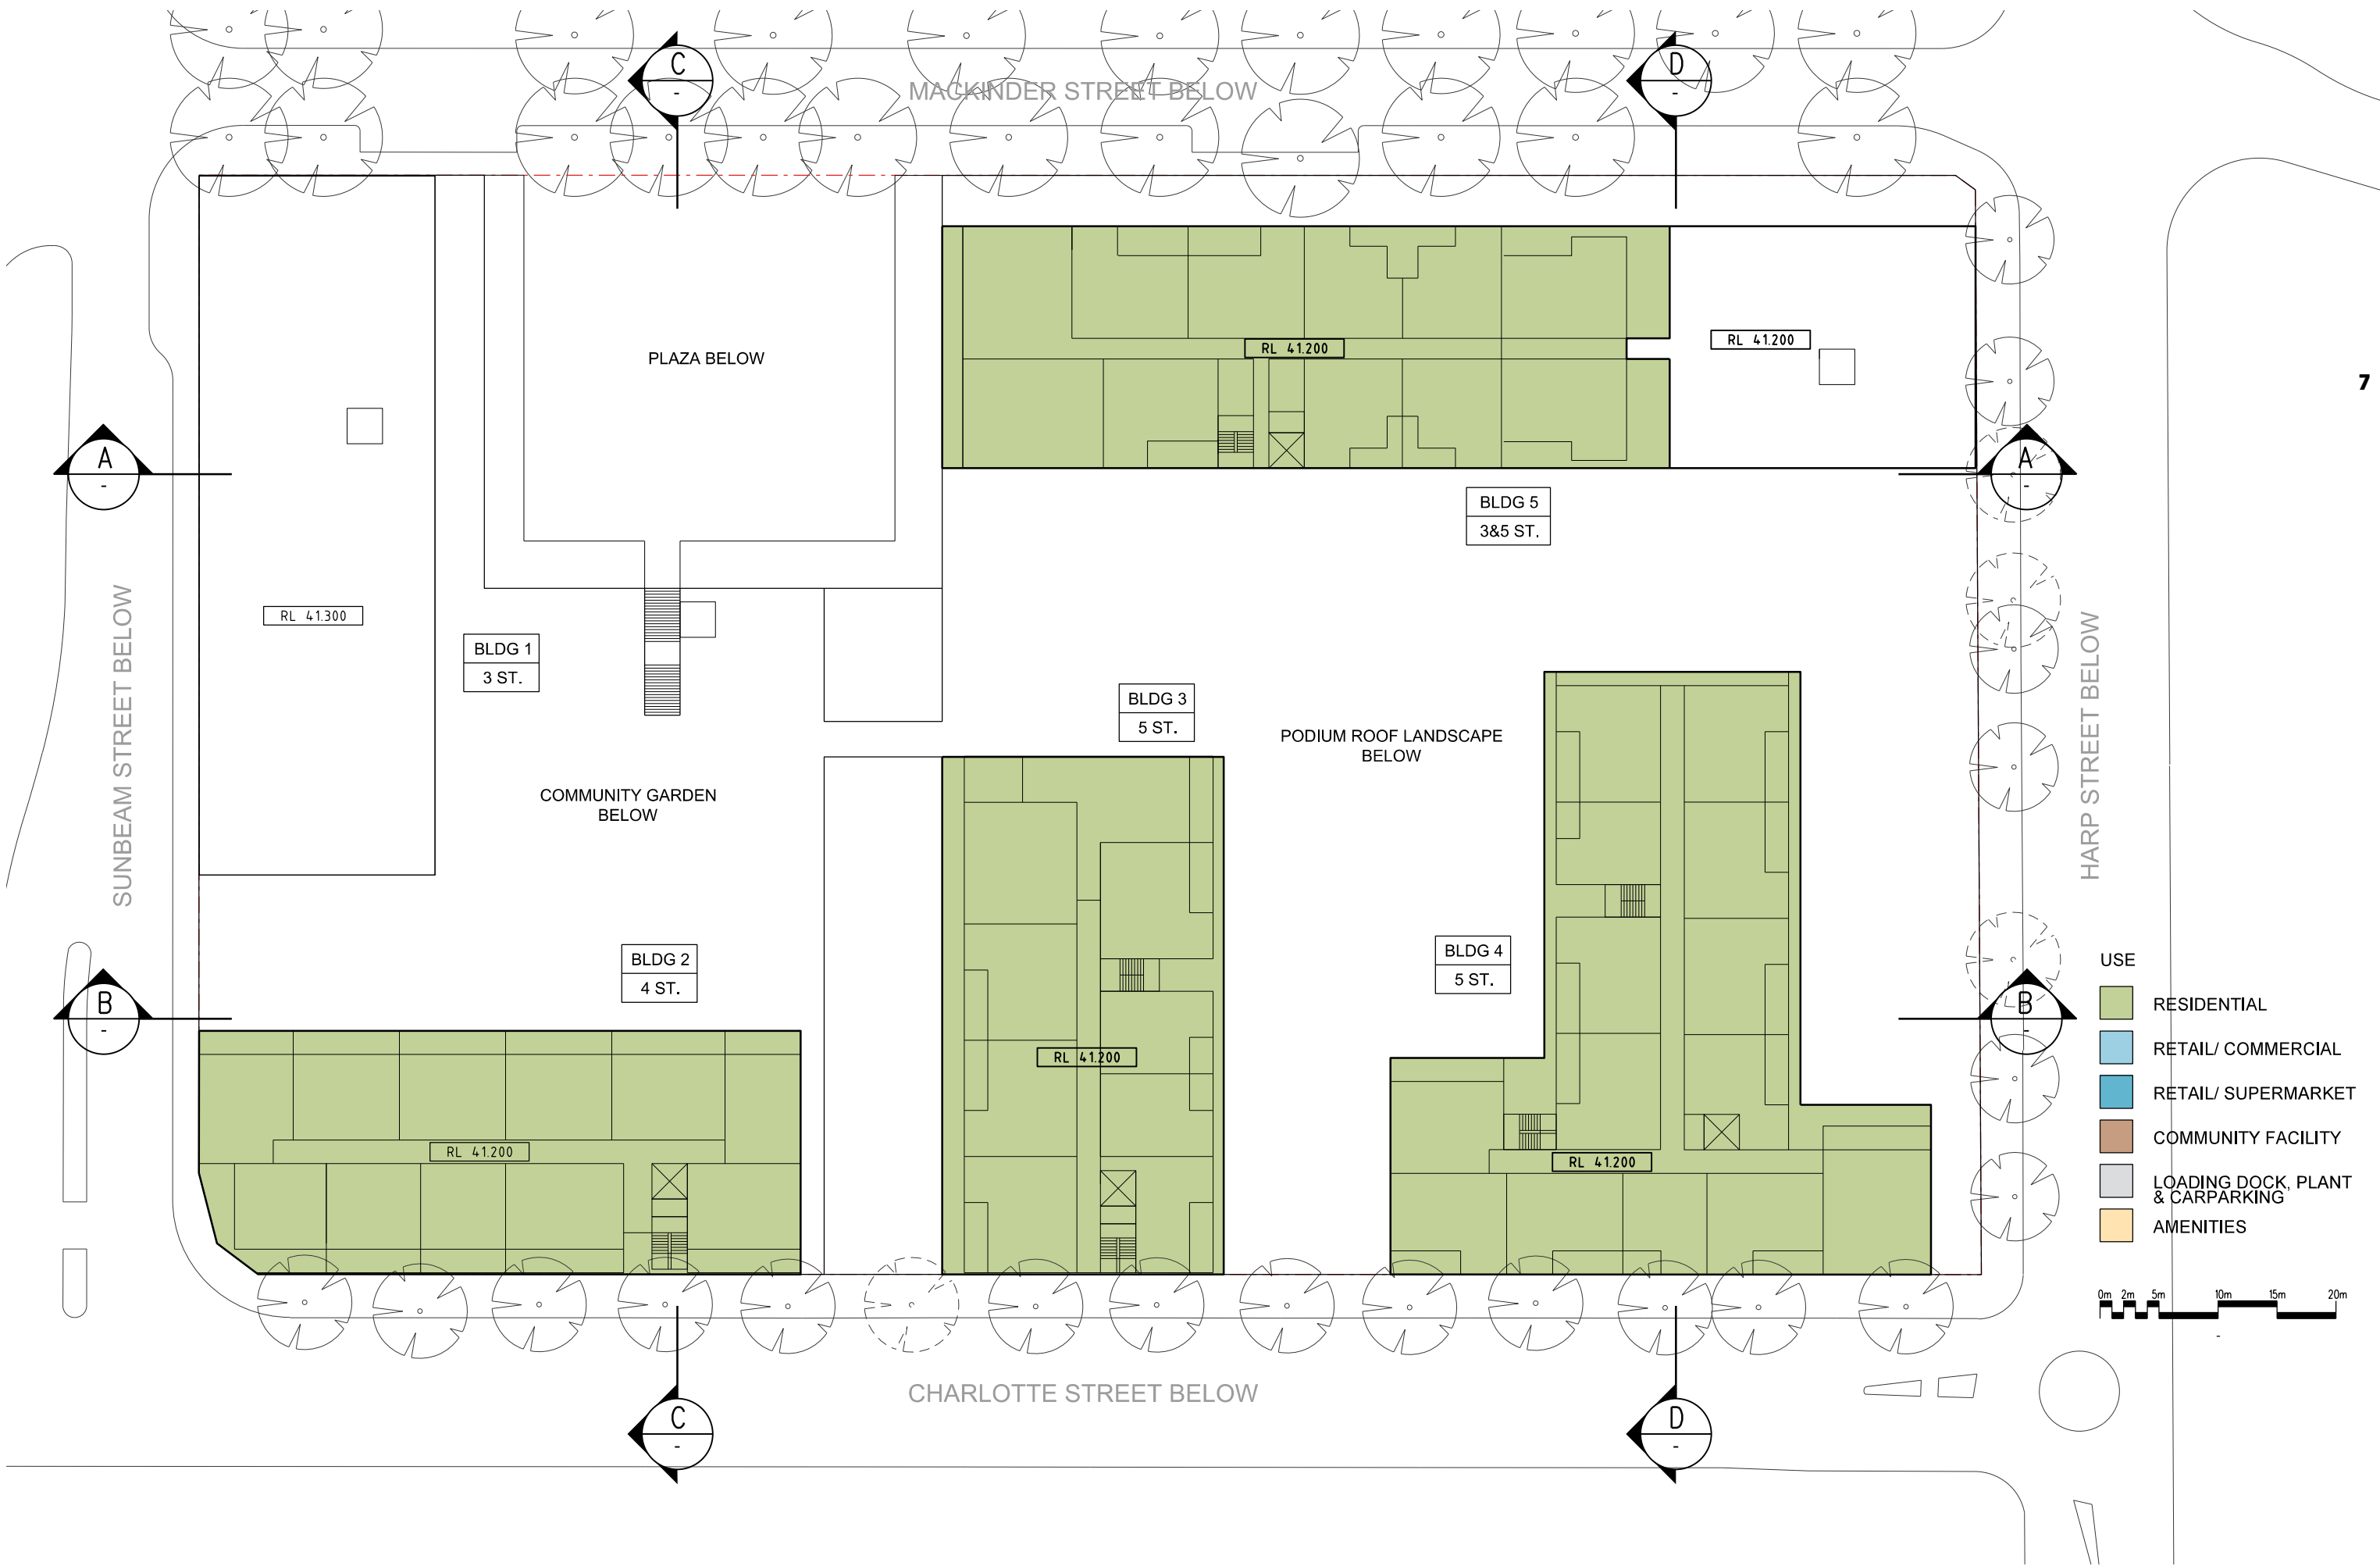 C
-
D
-
MACKINDER STREET BELOW
PLAZA BELOW
RL 41.200
RL 41.200
7
A
-
A
-
BLDG 5
3&5 ST.
RL 41.300
BLDG 1
3 ST.
SUNBEAM STREET BELOW
HARP STREET BELOW
BLDG 3
5 ST.
PODIUM ROOF LANDSCAPE
BELOW
COMMUNITY GARDEN
BELOW
BLDG 2
4 ST.
BLDG 4
5 ST.
B
-
B
-
RL 41.200
RL 41.200
RL 41.200
USE
RESIDENTIAL
RETAIL/ COMMERCIAL
RETAIL/ SUPERMARKET
COMMUNITY FACILITY
LOADING DOCK, PLANT
& CARPARKING
AMENITIES
0m 2m 5m 10m 15m 20m
-
CHARLOTTE STREET BELOW
C
-
D
-